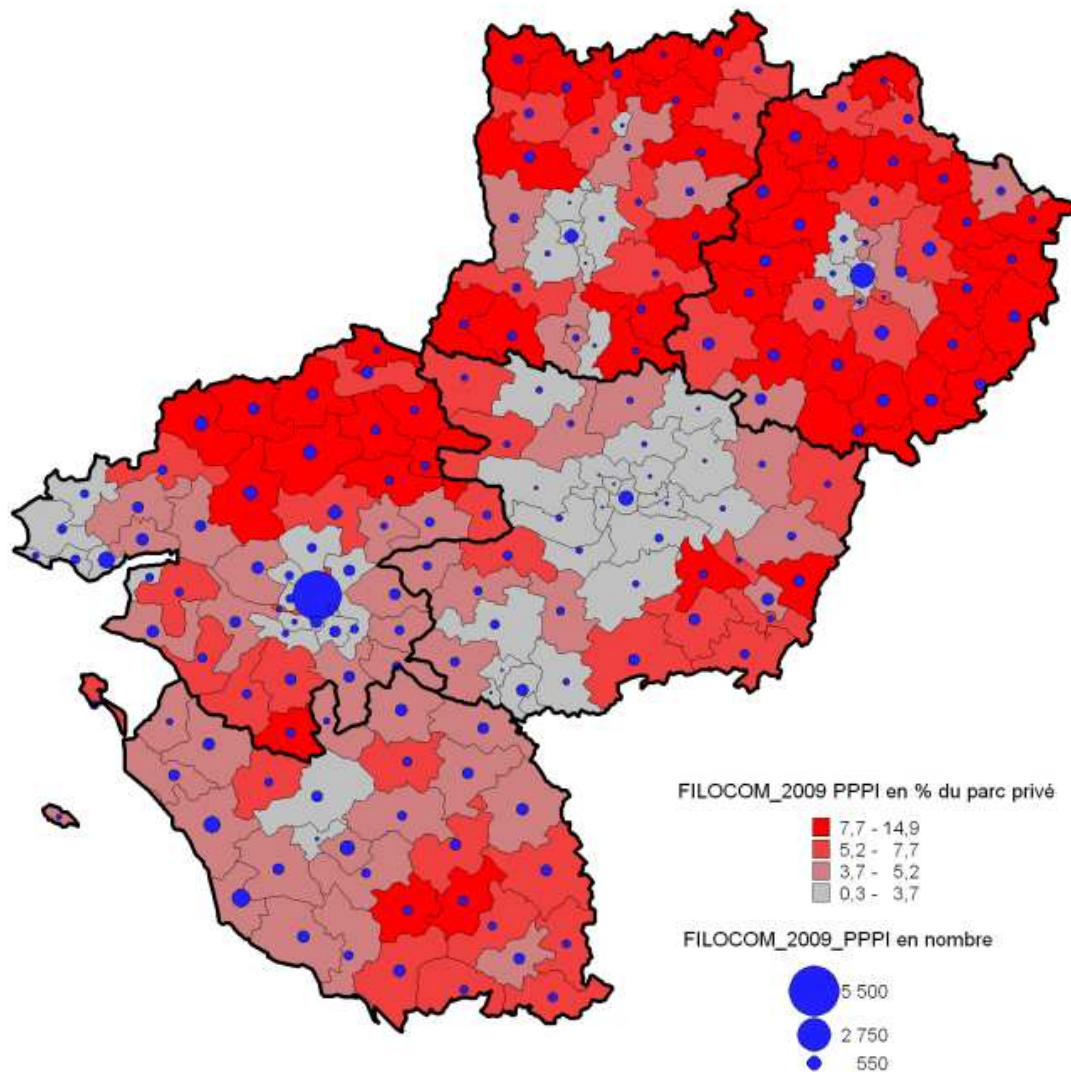 FILOCOM_2009 PPPI en % du parc privé
7,7 - 14,9
5,2 - 7,7
3,7 - 5,2
0,3 - 3,7
FILOCOM_2009_PPPI en nombre
5 500
2 750
550